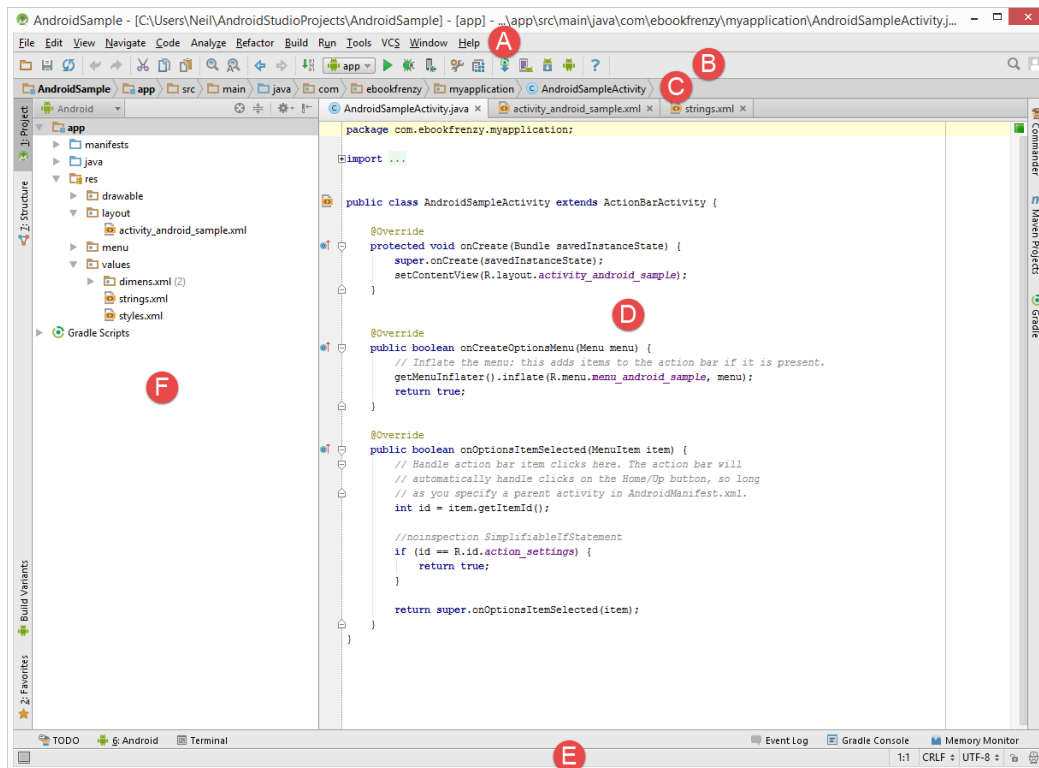 AndroidSample - [C:\Users\Neil\AndroidStudioProjects\AndroidSample] - [app] - ...\app\src\main\java\com\ebookfrenzy\myapplication\AndroidSampleActivity.j...
File Edit View Navigate Code Analyze Refactor Build Run Tools VCS Window Help
A
app
?
B
AndroidSample app src main java com ebookfrenzy myapplication AndroidSampleActivity
C
1: Project
7: Structure
Build Variants
2: Favorites
Android
app
manifests
java
res
drawable
layout
activity_android_sample.xml
menu
values
dimens.xml (2)
strings.xml
styles.xml
Gradle Scripts
F
AndroidSampleActivity.java × activity_android_sample.xml × strings.xml ×
package com.ebookfrenzy.myapplication;
import ...
public class AndroidSampleActivity extends ActionBarActivity {
@Override
protected void onCreate(Bundle savedInstanceState) {
super.onCreate(savedInstanceState);
setContentView(R.layout.activity_android_sample);
}
D
@Override
public boolean onCreateOptionsMenu(Menu menu) {
// Inflate the menu; this adds items to the action bar if it is present.
getMenuInflater().inflate(R.menu.menu_android_sample, menu);
return true;
}
@Override
public boolean onOptionsItemSelected(MenuItem item) {
// Handle action bar item clicks here. The action bar will
// automatically handle clicks on the Home/Up button, so long
// as you specify a parent activity in AndroidManifest.xml.
int id = item.getItemId();
//noinspection SimplifiableIfStatement
if (id == R.id.action_settings) {
return true;
}
return super.onOptionsItemSelected(item);
}
}
Commander
Maven Projects
Gradle
TODO 6: Android Terminal Event Log Gradle Console Memory Monitor
E
1:1 CRLF UTF-8